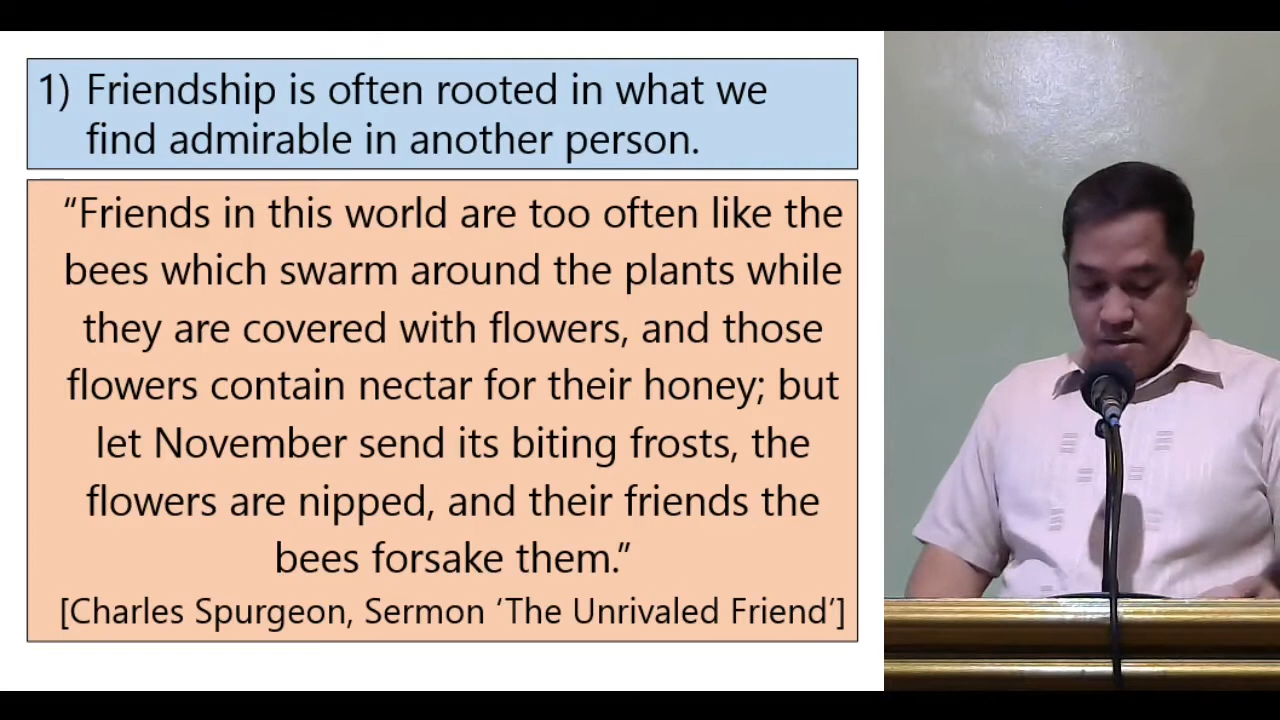 1) Friendship is often rooted in what we
find admirable in another person.
“Friends in this world are too often like the
bees which swarm around the plants while
they are covered with flowers, and those
flowers contain nectar for their honey; but
let November send its biting frosts, the
flowers are nipped, and their friends the
bees forsake them.”
[Charles Spurgeon, Sermon ‘The Unrivaled Friend’]